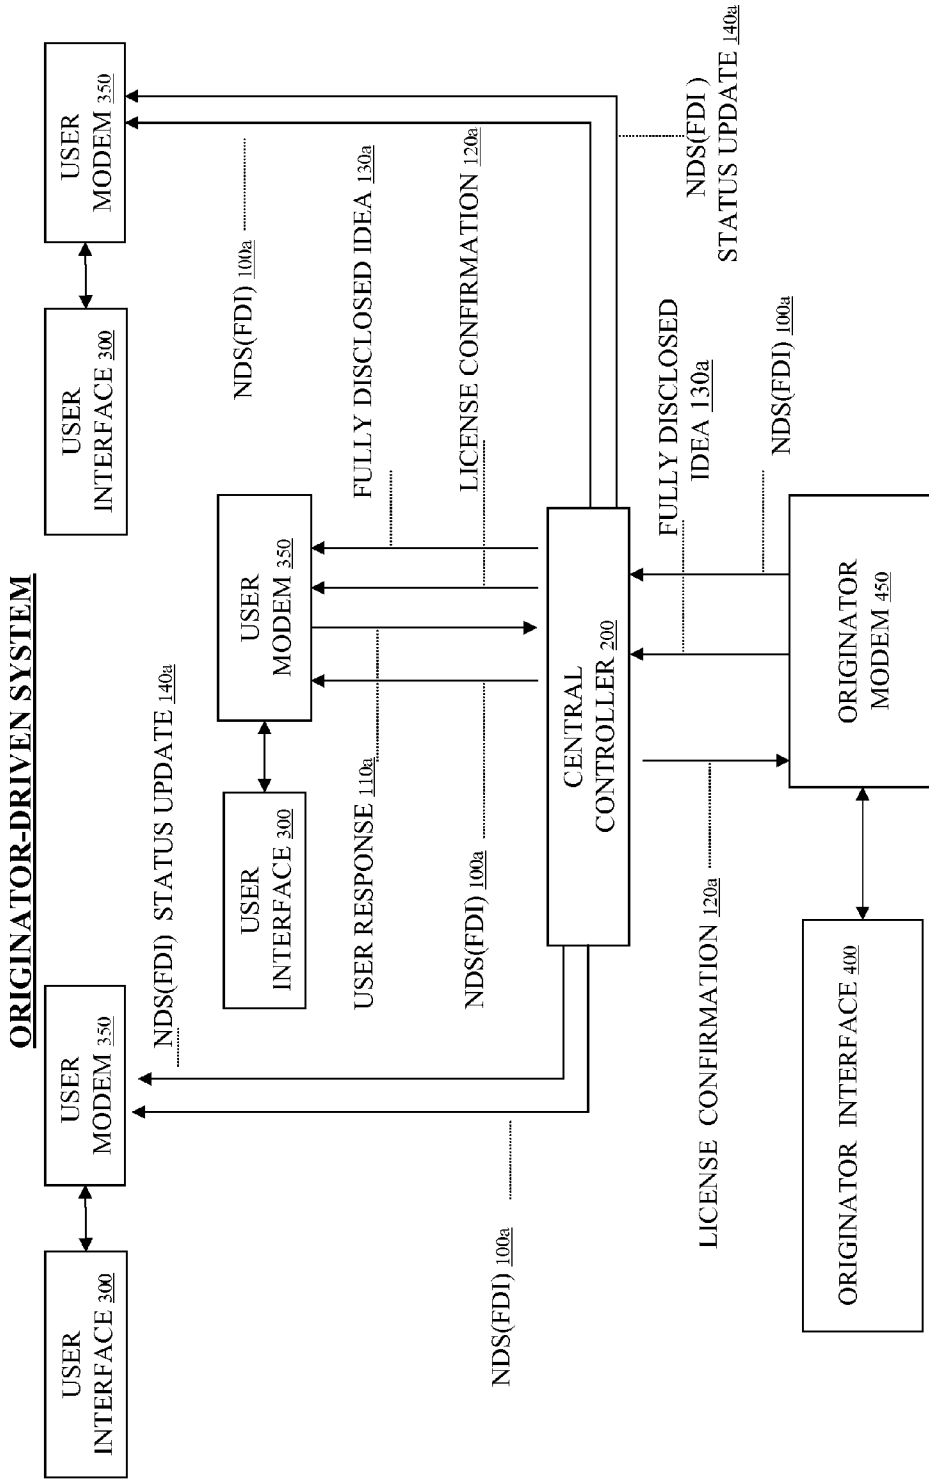 ORIGINATOR-DRIVEN SYSTEM
USER
INTERFACE 300
USER
MODEM 350
NDS(FDI) STATUS UPDATE 140a
USER
INTERFACE 300
USER
MODEM 350
USER
INTERFACE 300
USER
MODEM 350
NDS(FDI) 100a
USER RESPONSE 110a
FULLY DISCLOSED IDEA 130a
NDS(FDI) 100a
LICENSE CONFIRMATION 120a
NDS(FDI) 100a
CENTRAL
CONTROLLER 200
NDS(FDI )
STATUS UPDATE 140a
LICENSE CONFIRMATION 120a
FULLY DISCLOSED
IDEA 130a
NDS(FDI) 100a
ORIGINATOR INTERFACE 400
ORIGINATOR
MODEM 450